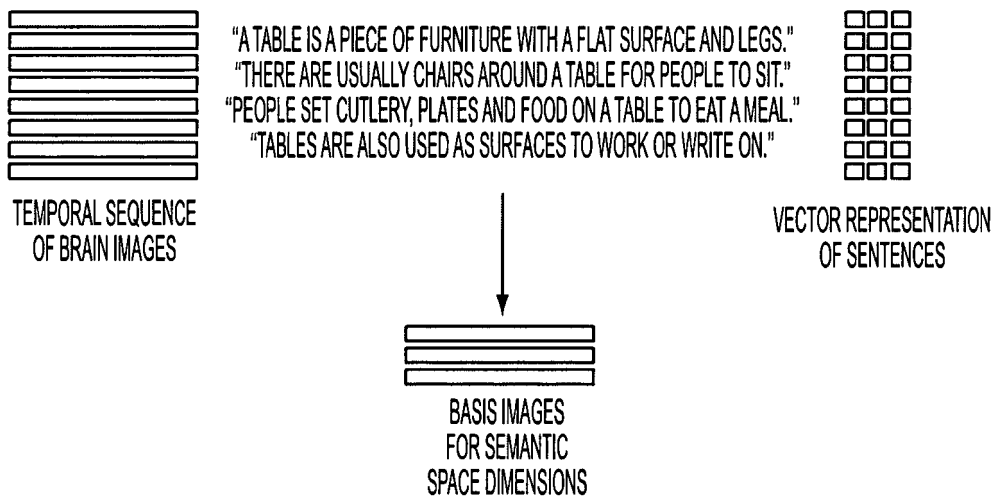 "A TABLE IS A PIECE OF FURNITURE WITH A FLAT SURFACE AND LEGS."
"THERE ARE USUALLY CHAIRS AROUND A TABLE FOR PEOPLE TO SIT."
"PEOPLE SET CUTLERY, PLATES AND FOOD ON A TABLE TO EAT A MEAL."
"TABLES ARE ALSO USED AS SURFACES TO WORK OR WRITE ON."
TEMPORAL SEQUENCE
OF BRAIN IMAGES
VECTOR REPRESENTATION
OF SENTENCES
BASIS IMAGES
FOR SEMANTIC
SPACE DIMENSIONS